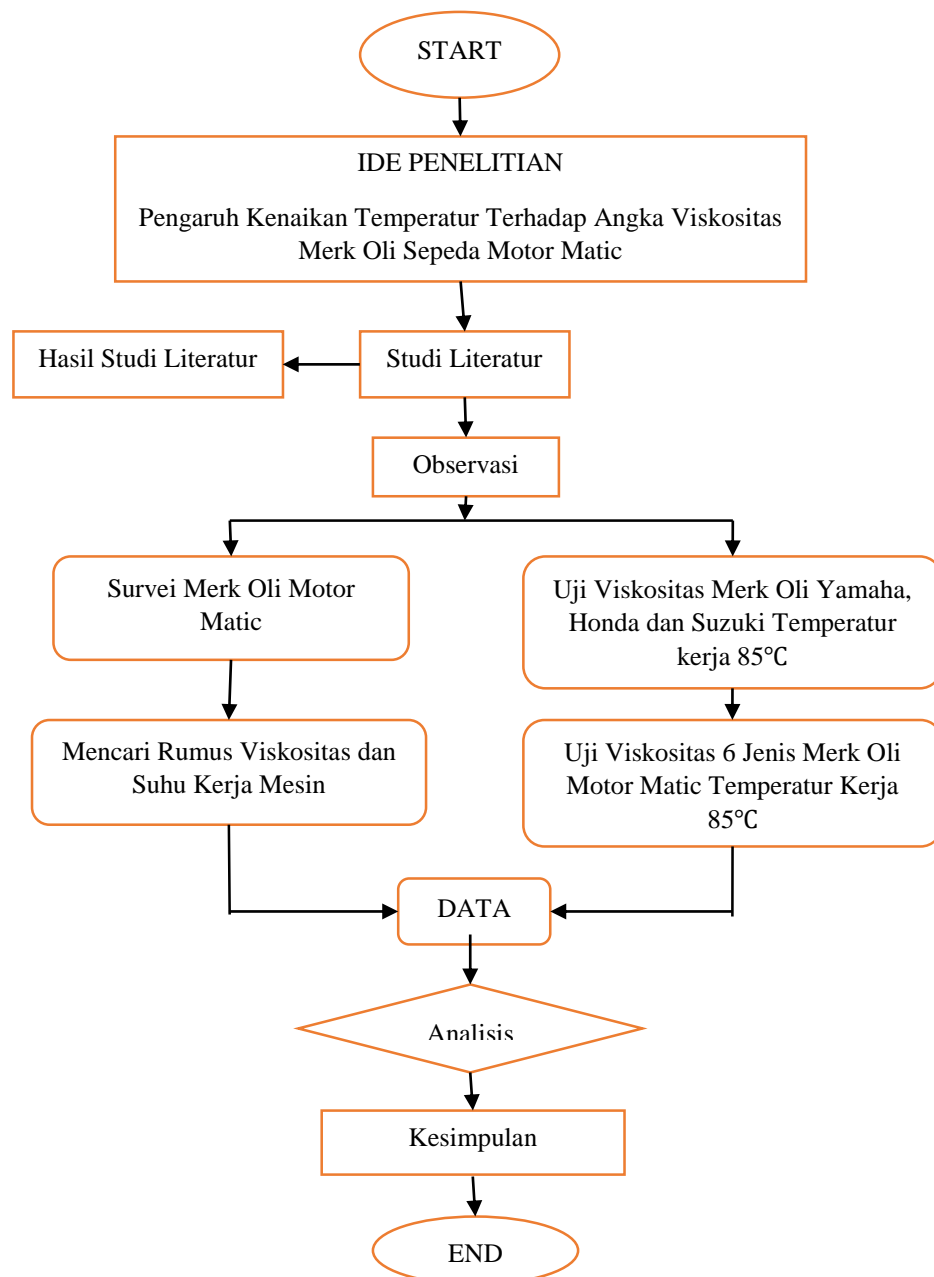 START
IDE PENELITIAN
Pengaruh Kenaikan Temperatur Terhadap Angka Viskositas
Merk Oli Sepeda Motor Matic
Hasil Studi Literatur
Studi Literatur
Observasi
Survei Merk Oli Motor
Matic
Uji Viskositas Merk Oli Yamaha,
Honda dan Suzuki Temperatur
kerja 85℃
Mencari Rumus Viskositas dan
Suhu Kerja Mesin
Uji Viskositas 6 Jenis Merk Oli
Motor Matic Temperatur Kerja
85℃
DATA
Analisis
Kesimpulan
END